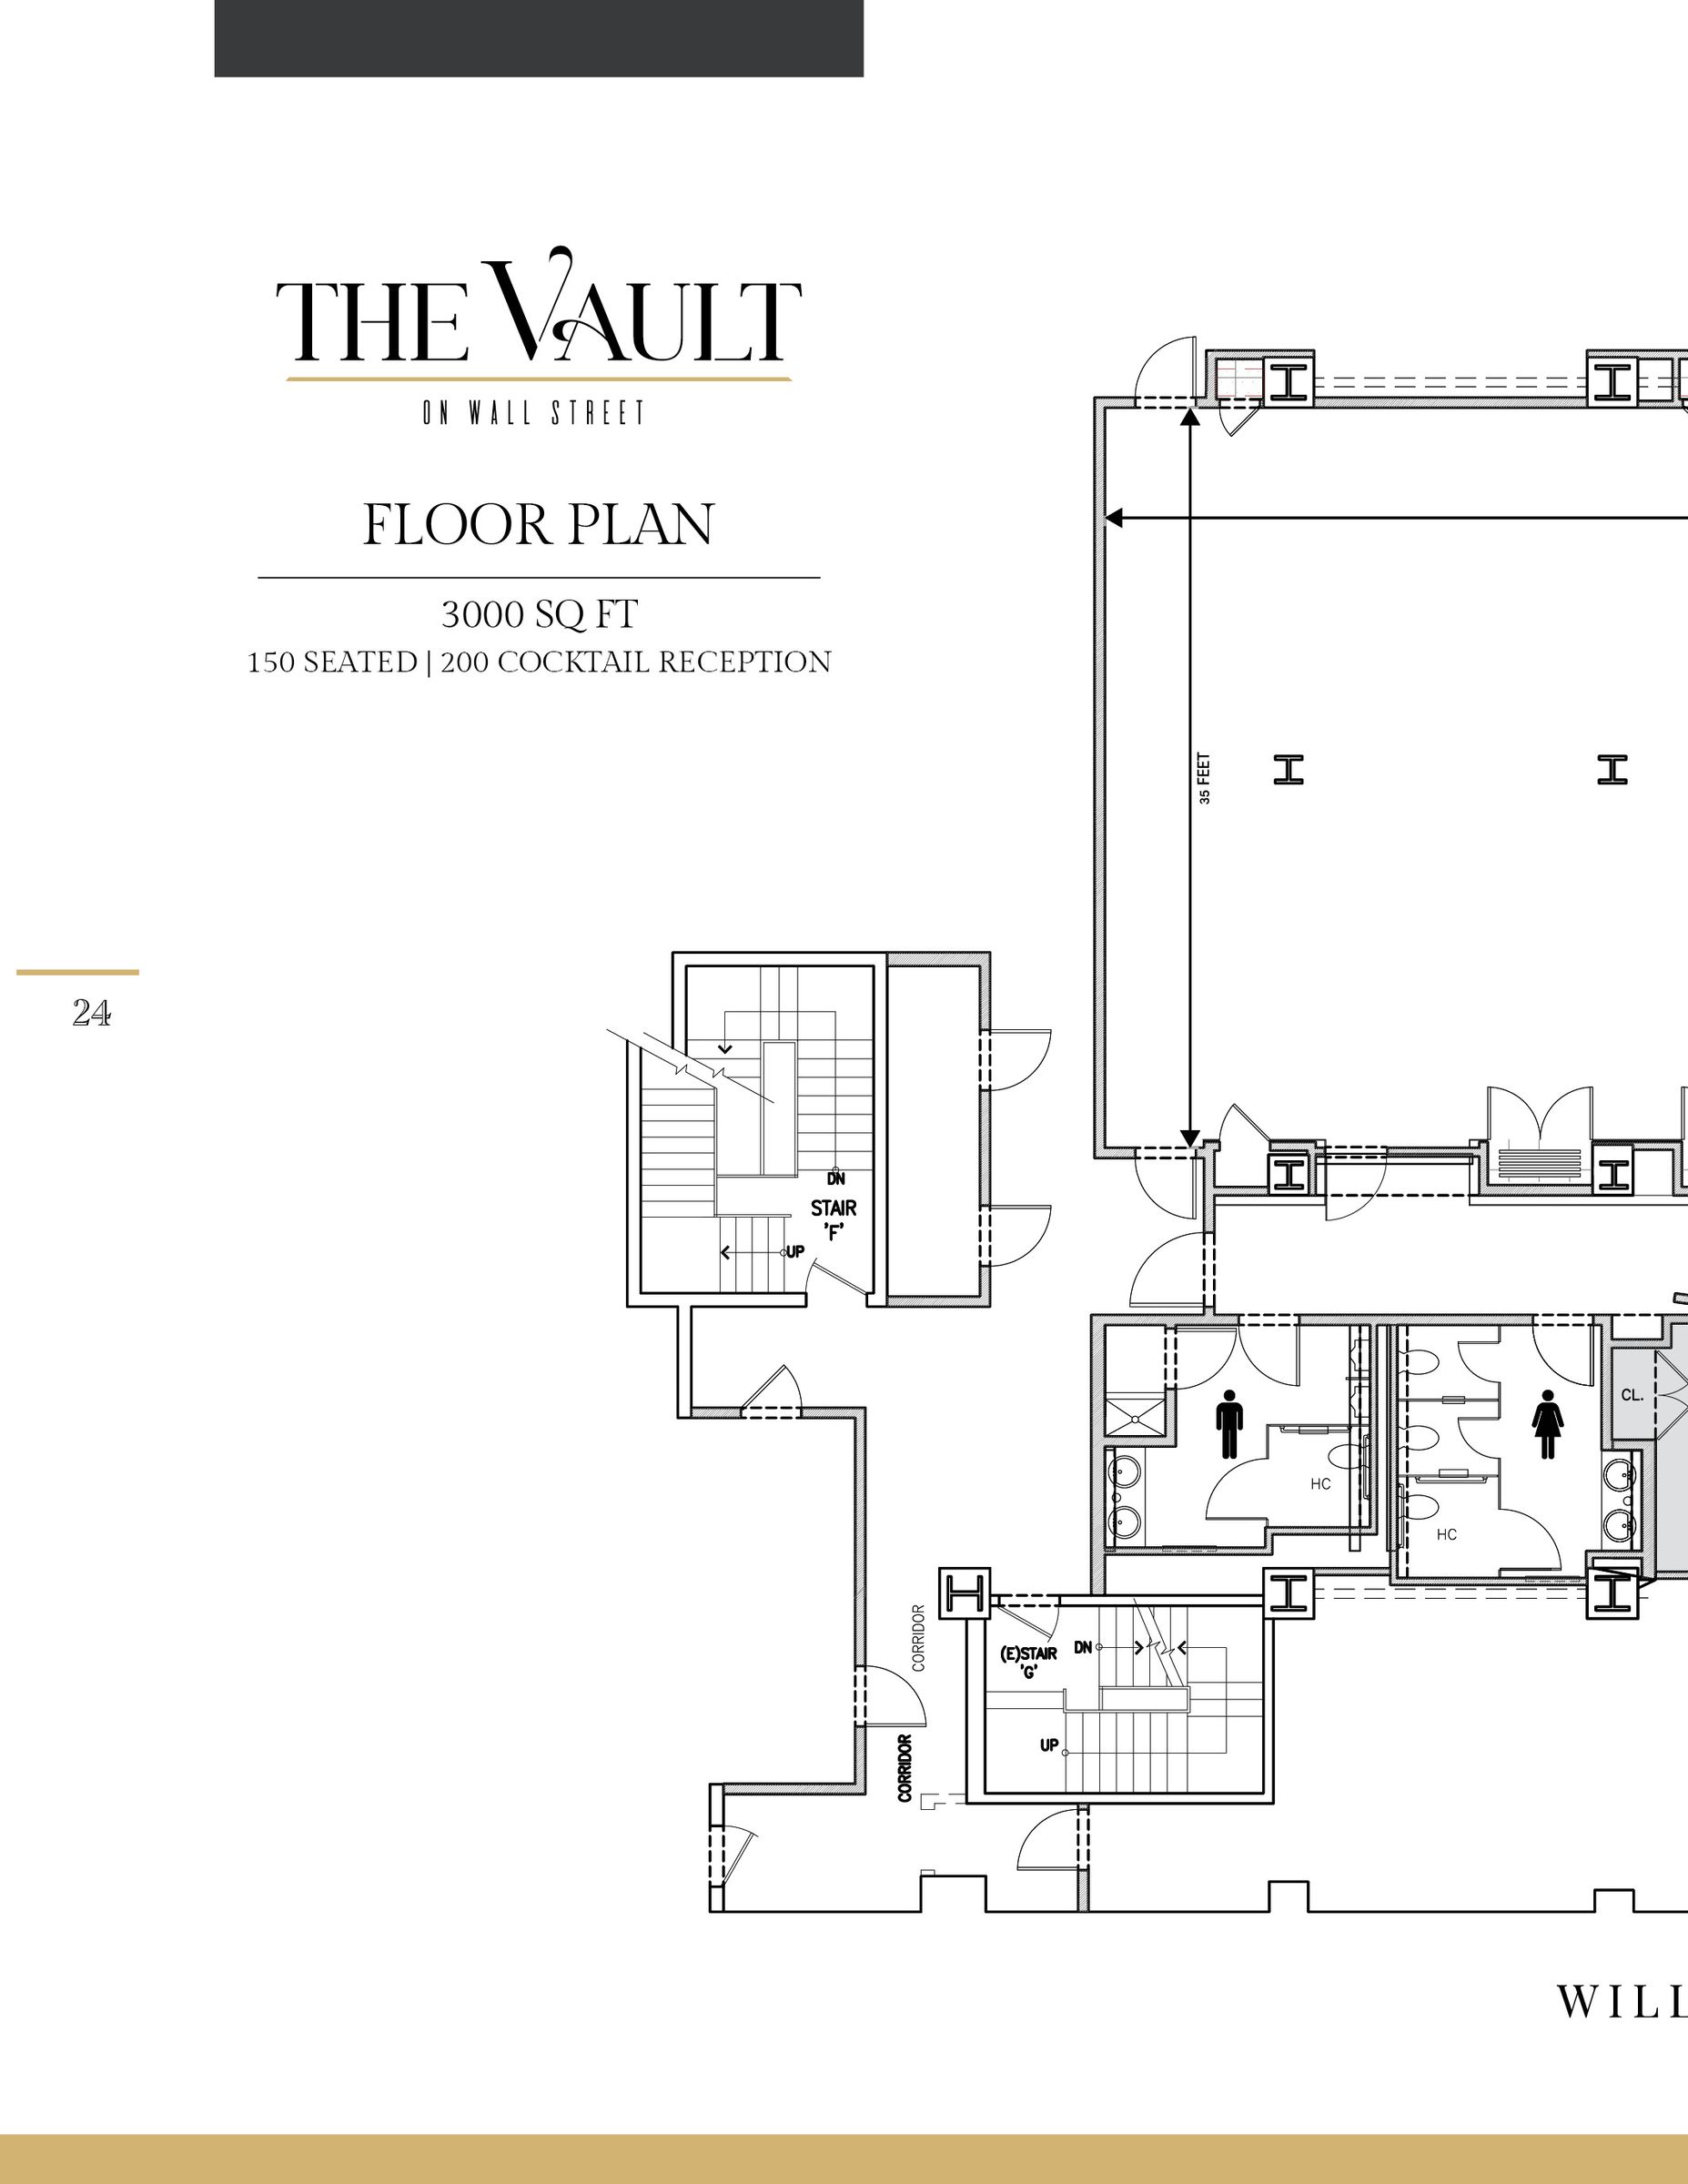 THE VAULT
ON WALL STREET
FLOOR PLAN
3000 SQ FT
150 SEATED | 200 COCKTAIL RECEPTION
35 FEET
24
DN
STAIR
'F'
UP
CL.
HC
HC
CORRIDOR
(E)STAIR
'G'
DN
UP
CORRIDOR
WILL